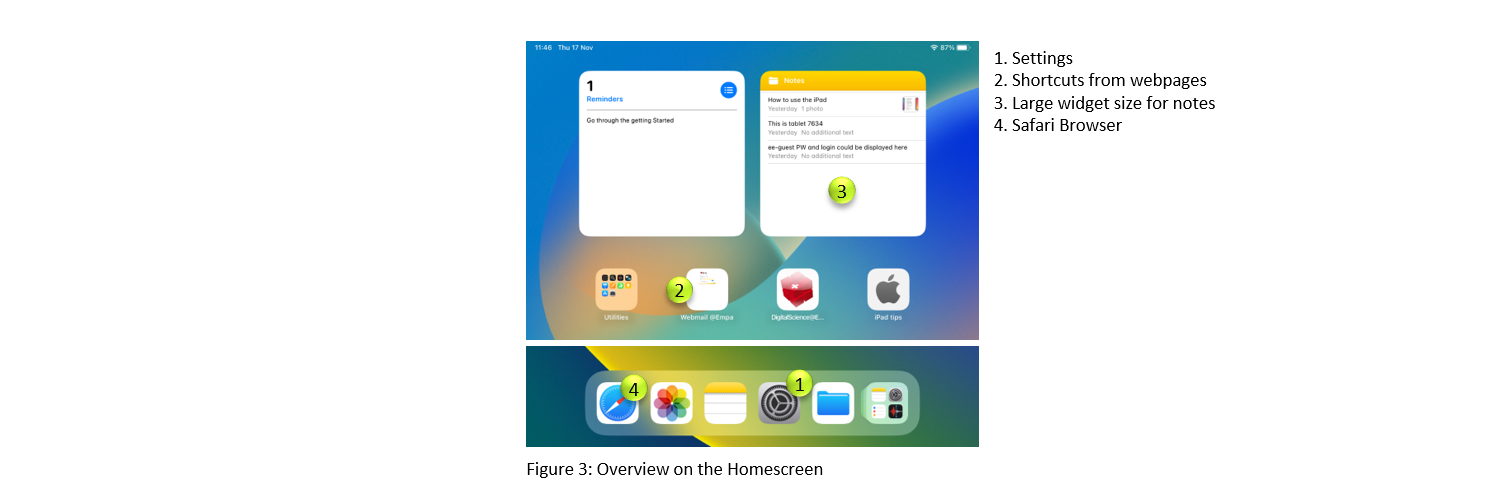 11:46 Thu 17 Nov
87%
1
Reminders
Go through the getting Started
Notes
How to use the iPad
Yesterday 1 photo
This is tablet 7634
Yesterday No additional text
ee-guest PW and login could be displayed here
Yesterday No additional text
3
2
Utilities
Webmail @Empa
DigitalScience@E...
iPad tips
4
1
1. Settings
2. Shortcuts from webpages
3. Large widget size for notes
4. Safari Browser
Figure 3: Overview on the Homescreen